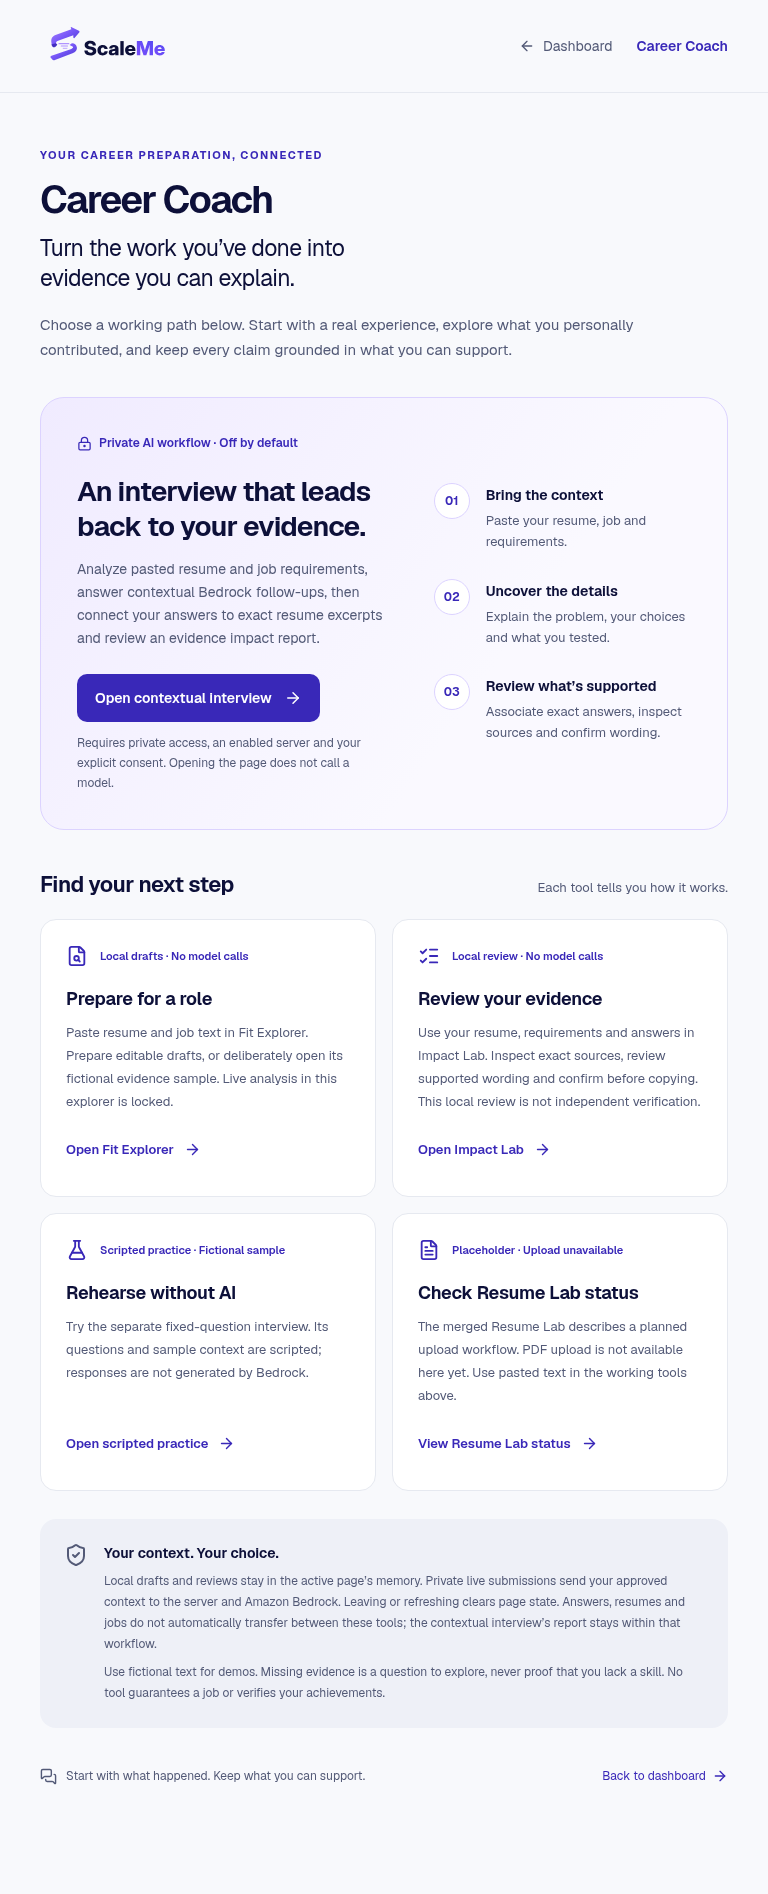 ScaleMe
Dashboard
Career Coach
YOUR CAREER PREPARATION, CONNECTED
Career Coach
Turn the work you’ve done into
evidence you can explain.
Choose a working path below. Start with a real experience, explore what you personally
contributed, and keep every claim grounded in what you can support.
Private AI workflow · Off by default
An interview that leads
back to your evidence.
Analyze pasted resume and job requirements,
answer contextual Bedrock follow-ups, then
connect your answers to exact resume excerpts
and review an evidence impact report.
Open contextual interview
Requires private access, an enabled server and your
explicit consent. Opening the page does not call a
model.
01
Bring the context
Paste your resume, job and
requirements.
02
Uncover the details
Explain the problem, your choices
and what you tested.
03
Review what’s supported
Associate exact answers, inspect
sources and confirm wording.
Find your next step
Each tool tells you how it works.
Local drafts · No model calls
Prepare for a role
Paste resume and job text in Fit Explorer.
Prepare editable drafts, or deliberately open its
fictional evidence sample. Live analysis in this
explorer is locked.
Open Fit Explorer
Local review · No model calls
Review your evidence
Use your resume, requirements and answers in
Impact Lab. Inspect exact sources, review
supported wording and confirm before copying.
This local review is not independent verification.
Open Impact Lab
Scripted practice · Fictional sample
Rehearse without AI
Try the separate fixed-question interview. Its
questions and sample context are scripted;
responses are not generated by Bedrock.
Open scripted practice
Placeholder · Upload unavailable
Check Resume Lab status
The merged Resume Lab describes a planned
upload workflow. PDF upload is not available
here yet. Use pasted text in the working tools
above.
View Resume Lab status
Your context. Your choice.
Local drafts and reviews stay in the active page’s memory. Private live submissions send your approved
context to the server and Amazon Bedrock. Leaving or refreshing clears page state. Answers, resumes and
jobs do not automatically transfer between these tools; the contextual interview’s report stays within that
workflow.
Use fictional text for demos. Missing evidence is a question to explore, never proof that you lack a skill. No
tool guarantees a job or verifies your achievements.
Start with what happened. Keep what you can support.
Back to dashboard